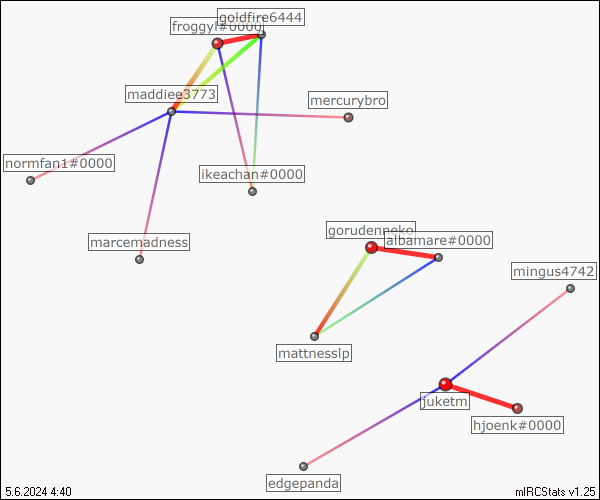 goldfire6444
froggyf#0000
maddiee3773
mercurybro
normfan1#0000
ikeachan#0000
marcemadness
gorudenneko
albamare#0000
mingus4742
mattnesslp
juketm
hjoenk#0000
edgepanda
5.6.2024 4:40
mIRCStats v1.25